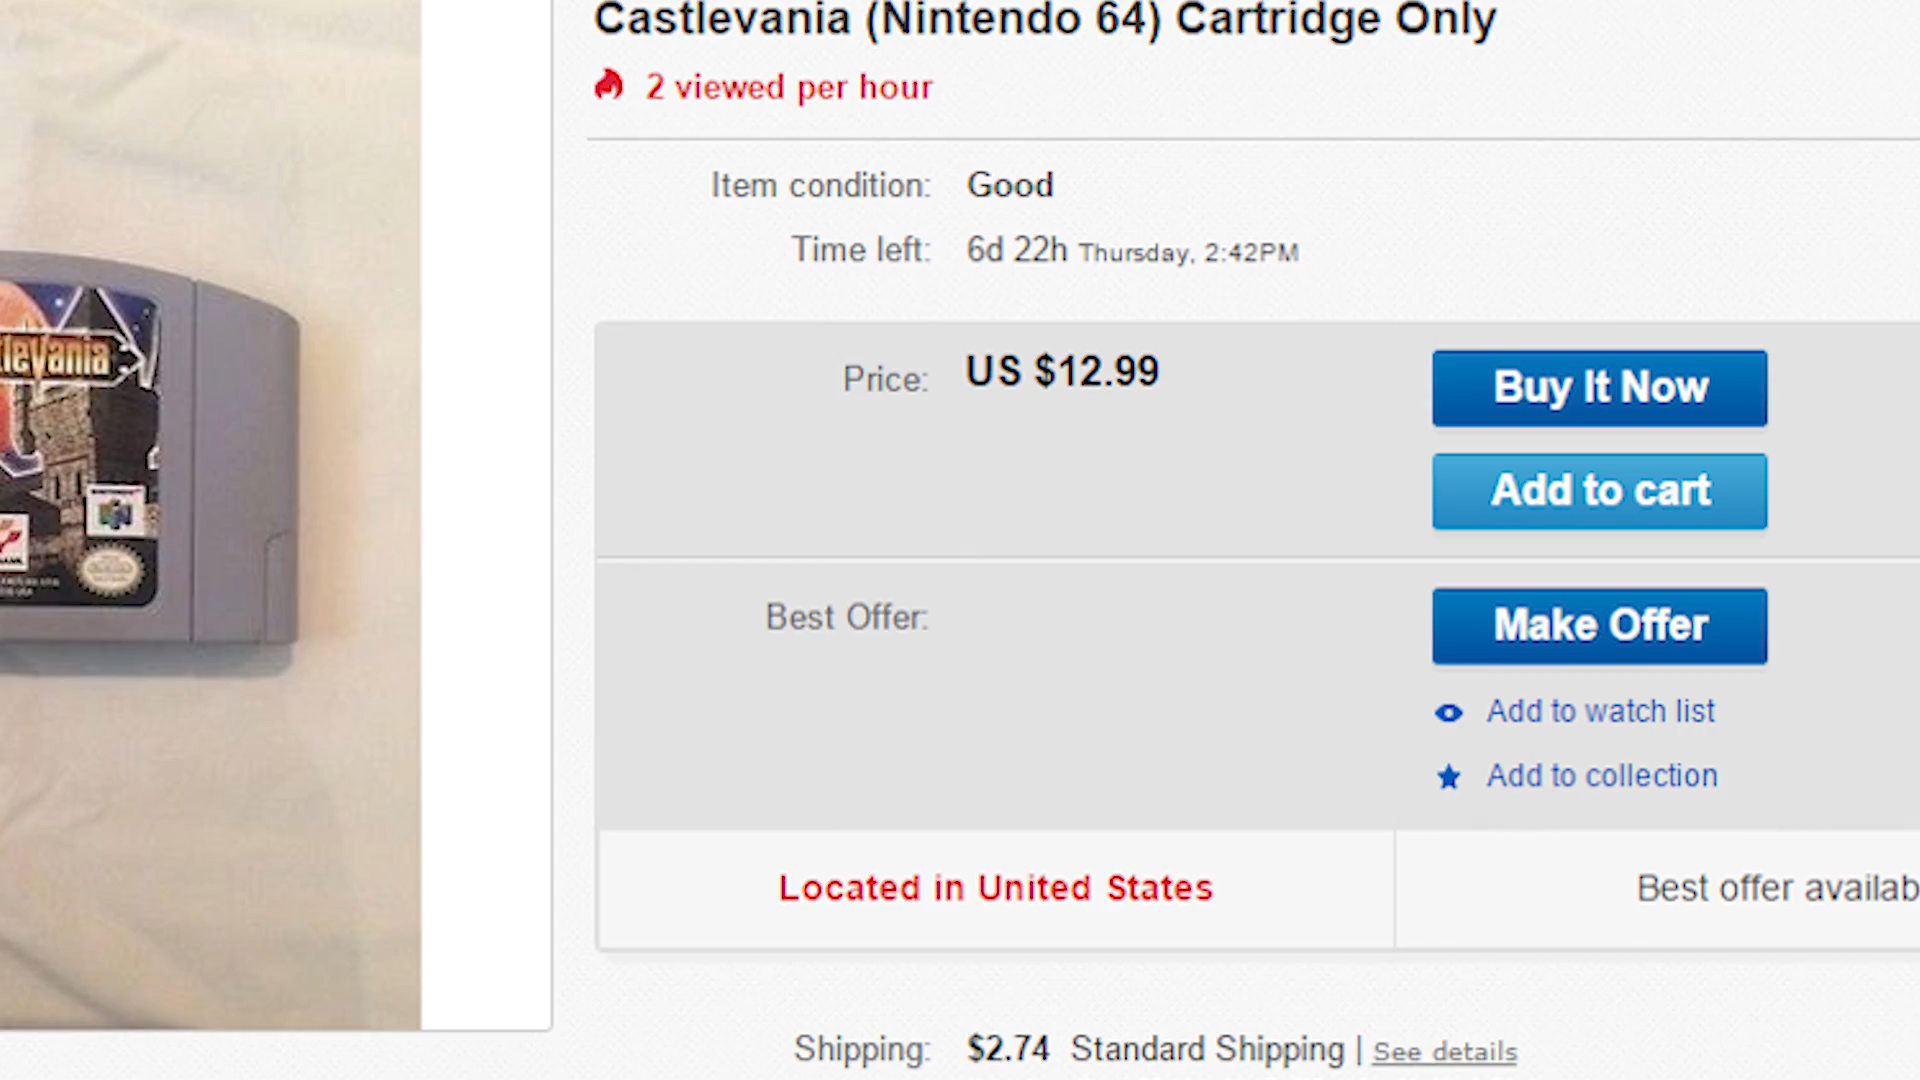 Castlevania (Nintendo 64) Cartridge Only
2 viewed per hour
Item condition: Good
Time left: 6d 22h Thursday, 2:42PM
Price: US $12.99
Buy It Now
Add to cart
Best Offer:
Make Offer
Add to watch list
Add to collection
Located in United States
Best offer availab
Shipping: $2.74 Standard Shipping | See details
tlevania